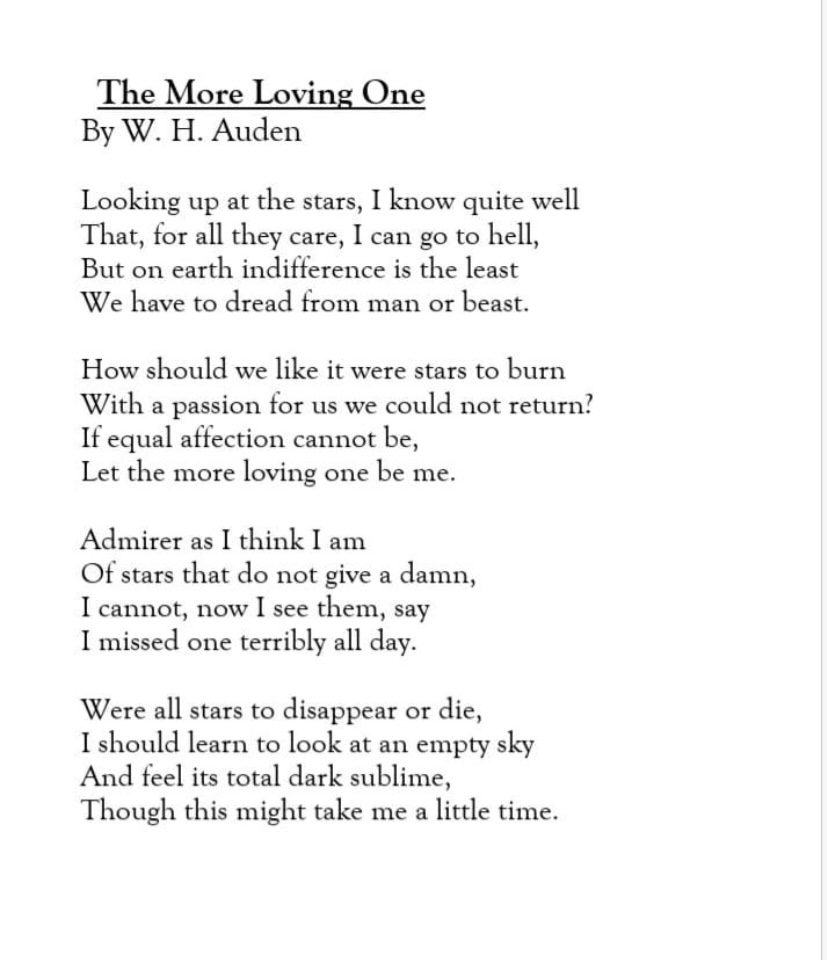 The More Loving One
By W. H. Auden
Looking up at the stars, I know quite well
That, for all they care, I can go to hell,
But on earth indifference is the least
We have to dread from man or beast.
How should we like it were stars to burn
With a passion for us we could not return?
If equal affection cannot be,
Let the more loving one be me.
Admirer as I think I am
Of stars that do not give a damn,
I cannot, now I see them, say
I missed one terribly all day.
Were all stars to disappear or die,
I should learn to look at an empty sky
And feel its total dark sublime,
Though this might take me a little time.